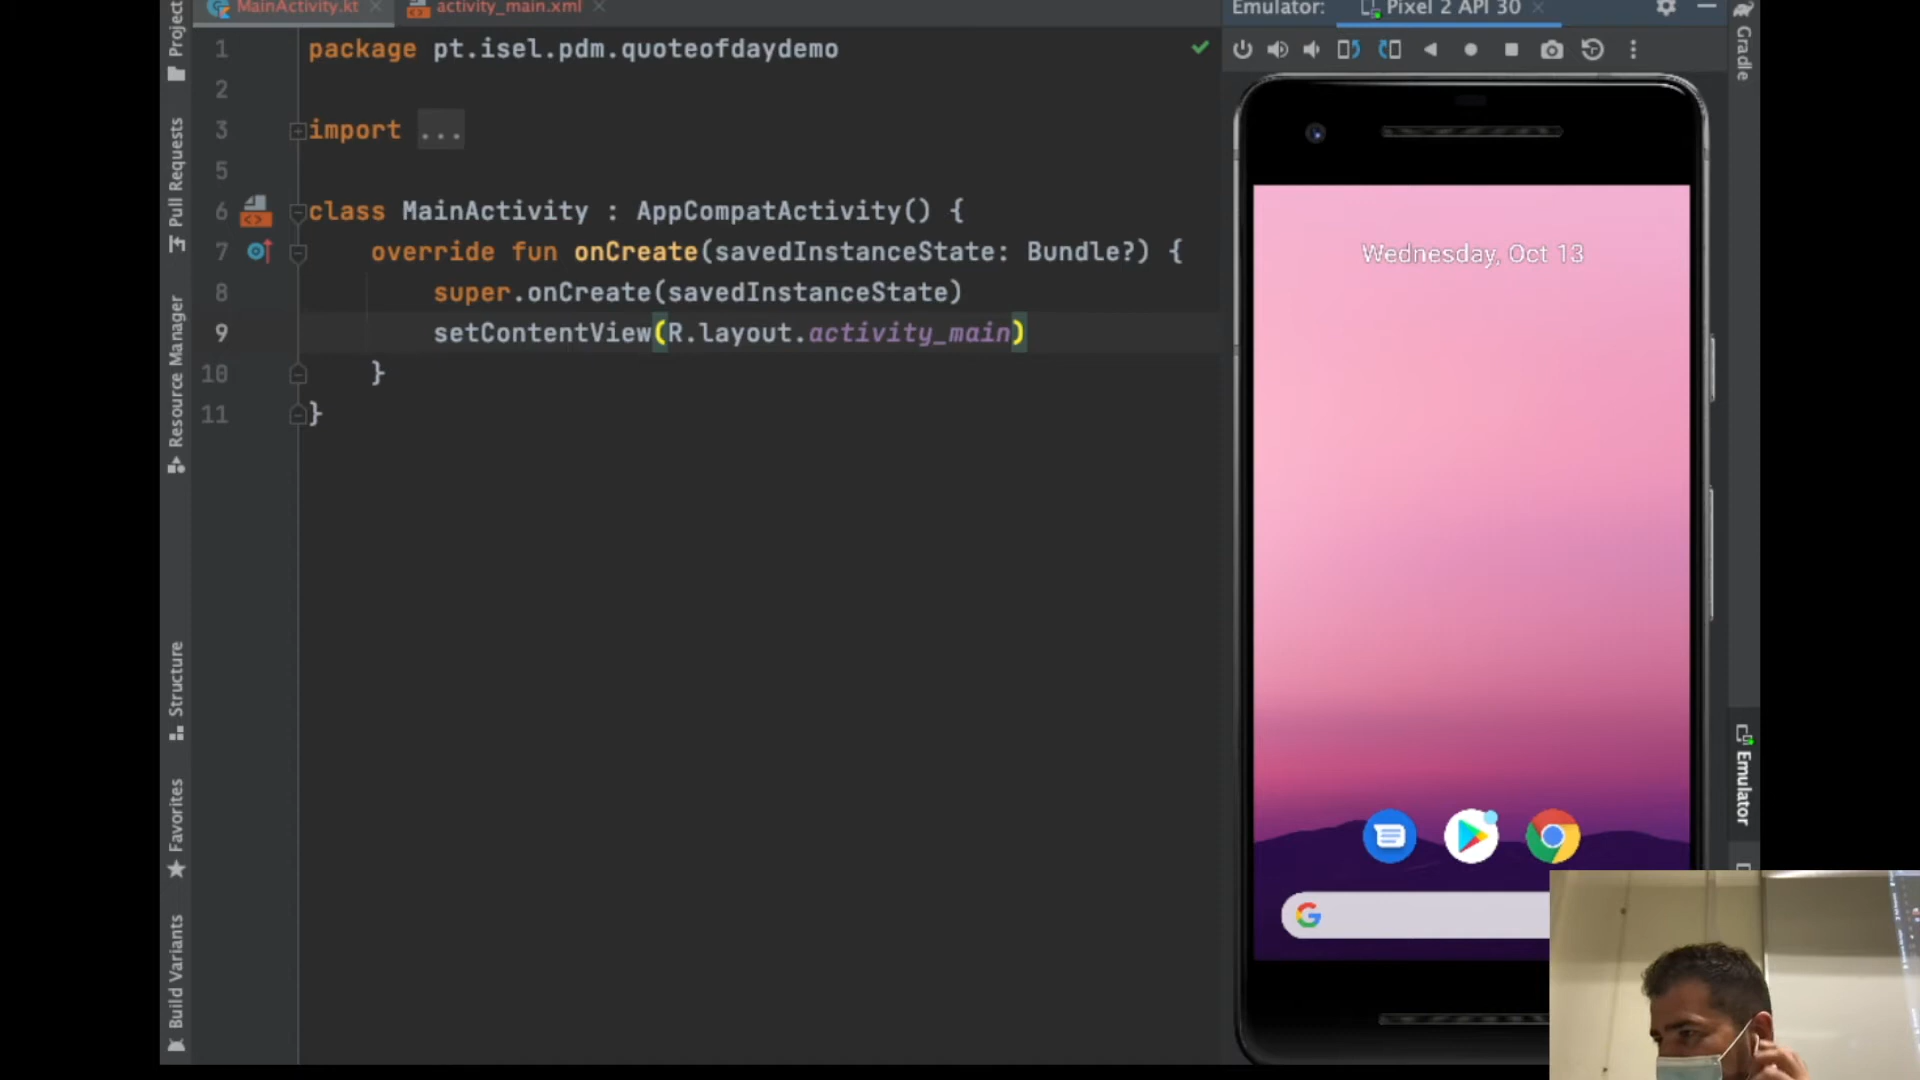 MainActivity.kt
activity_main.xml
Emulator:
Pixel 2 API 30
1 package pt.isel.pdm.quoteofdaydemo
2
3 import ...
5
6 class MainActivity : AppCompatActivity() {
7 override fun onCreate(savedInstanceState: Bundle?) {
8 super.onCreate(savedInstanceState)
9 setContentView(R.layout.activity_main)
10 }
11 }
Project
Pull Requests
Resource Manager
Structure
Favorites
Build Variants
Wednesday, Oct 13
G
Gradle
Emulator